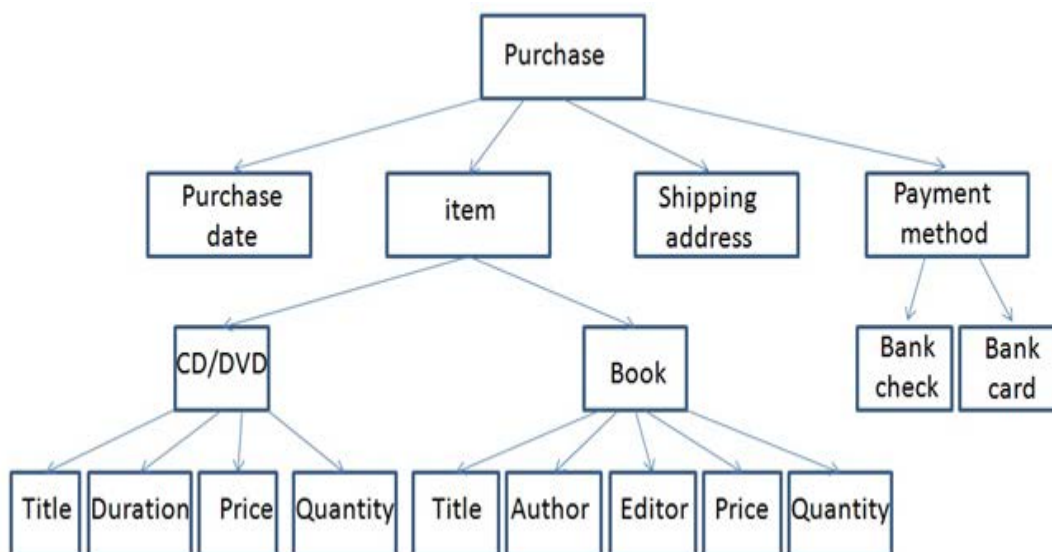 Purchase
Purchase
date
item
Shipping
address
Payment
method
CD/DVD
Book
Bank
check
Bank
card
Title
Duration
Price
Quantity
Title
Author
Editor
Price
Quantity